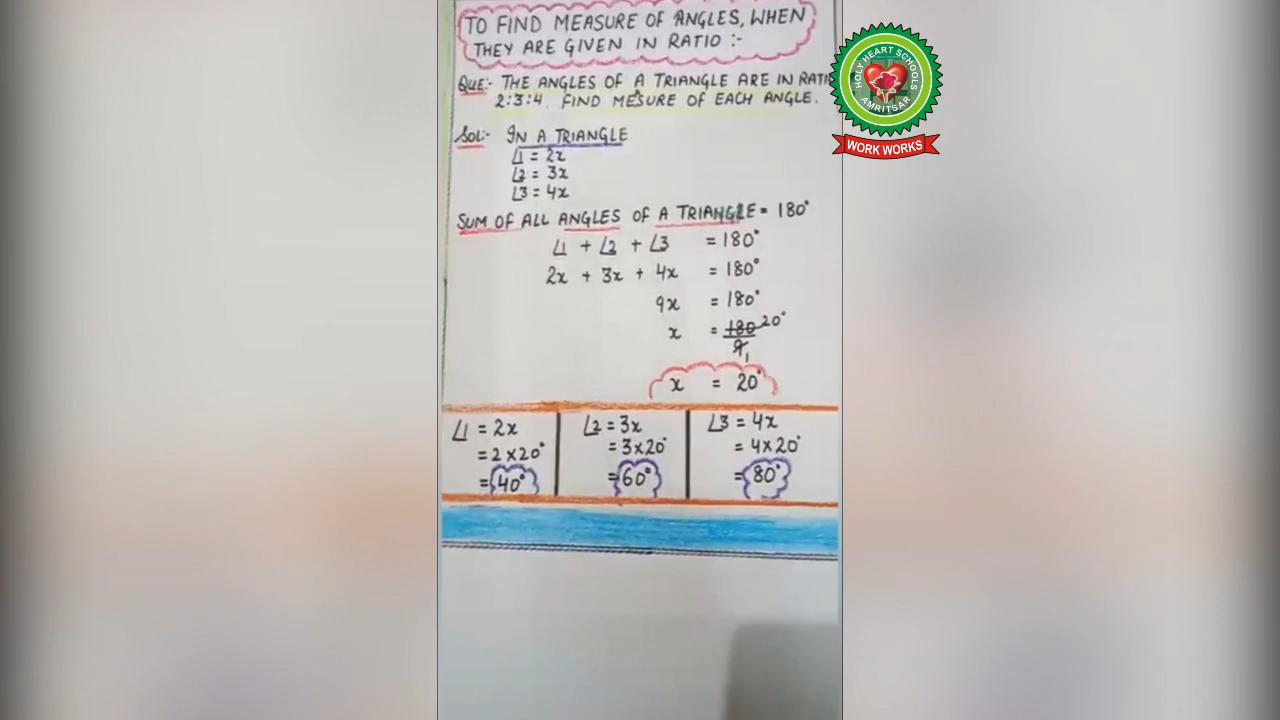 TO FIND MEASURE OF ANGLES, WHEN
THEY ARE GIVEN IN RATIO :-
QUE:- THE ANGLES OF A TRIANGLE ARE IN
2:3:4. FIND MEASURE OF EACH ANGLE.
SOL:- IN A TRIANGLE
∠1 = 2x
∠2 = 3x
∠3 = 4x
SUM OF ALL ANGLES OF A TRIANGLE = 180°
∠1 + ∠2 + ∠3 = 180°
2x + 3x + 4x = 180°
9x = 180°
x = 180 20°
9 1
x = 20°
∠1 = 2x
= 2×20°
= 40°
∠2 = 3x
= 3×20°
= 60°
∠3 = 4x
= 4×20°
= 80°
HOLY HEART SCHOOLS
AMRITSAR
WORK WORKS